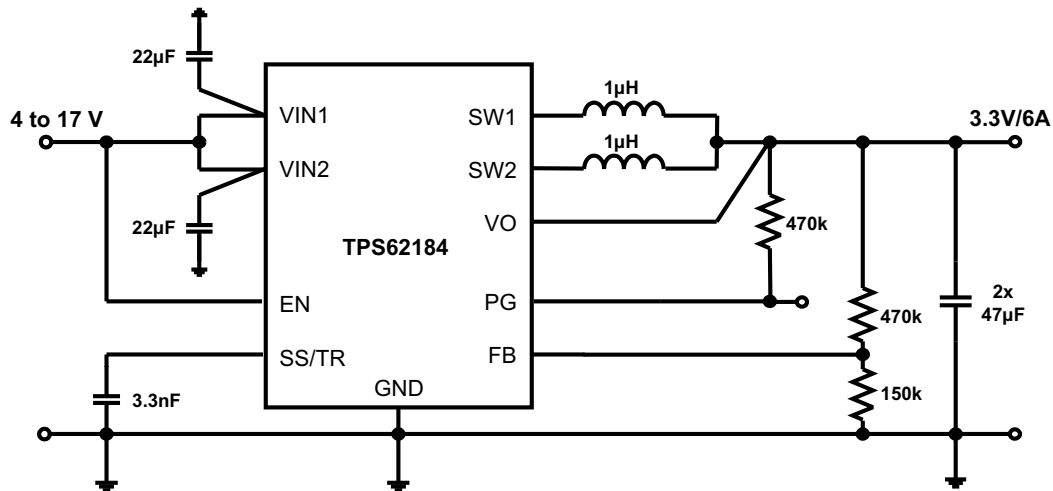 22µF
1µH
4 to 17 V
VIN1
SW1
3.3V/6A
1µH
VIN2
SW2
22µF
VO
470k
TPS62184
2x
47µF
EN
PG
470k
SS/TR
FB
GND
3.3nF
150k